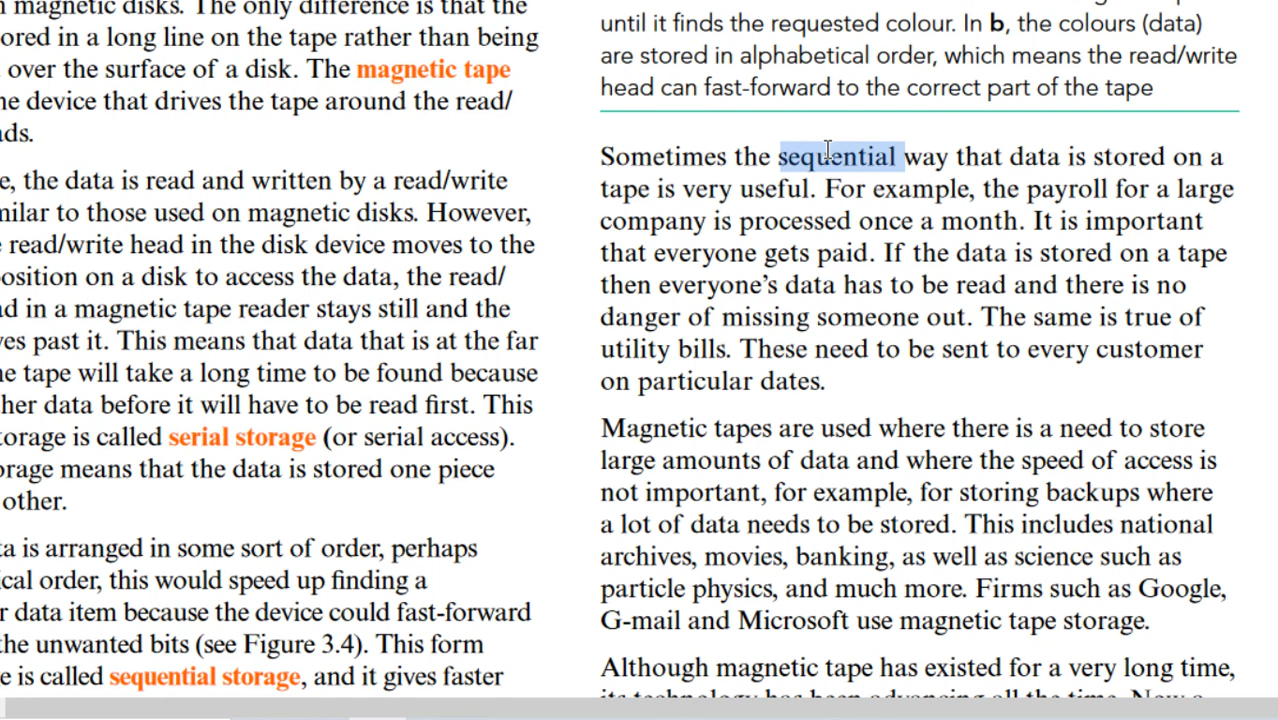 magnetic disks. The only difference is that the
ored in a long line on the tape rather than being
over the surface of a disk. The magnetic tape
ne device that drives the tape around the read/
ds.
e, the data is read and written by a read/write
milar to those used on magnetic disks. However,
read/write head in the disk device moves to the
osition on a disk to access the data, the read/
ad in a magnetic tape reader stays still and the
ves past it. This means that data that is at the far
he tape will take a long time to be found because
her data before it will have to be read first. This
torage is called serial storage (or serial access).
orage means that the data is stored one piece
other.
ta is arranged in some sort of order, perhaps
ical order, this would speed up finding a
r data item because the device could fast-forward
the unwanted bits (see Figure 3.4). This form
e is called sequential storage, and it gives faster
until it finds the requested colour. In b, the colours (data)
are stored in alphabetical order, which means the read/write
head can fast-forward to the correct part of the tape
Sometimes the sequential way that data is stored on a
tape is very useful. For example, the payroll for a large
company is processed once a month. It is important
that everyone gets paid. If the data is stored on a tape
then everyone's data has to be read and there is no
danger of missing someone out. The same is true of
utility bills. These need to be sent to every customer
on particular dates.
Magnetic tapes are used where there is a need to store
large amounts of data and where the speed of access is
not important, for example, for storing backups where
a lot of data needs to be stored. This includes national
archives, movies, banking, as well as science such as
particle physics, and much more. Firms such as Google,
G-mail and Microsoft use magnetic tape storage.
Although magnetic tape has existed for a very long time,
its technology has been advancing all the time. Now a